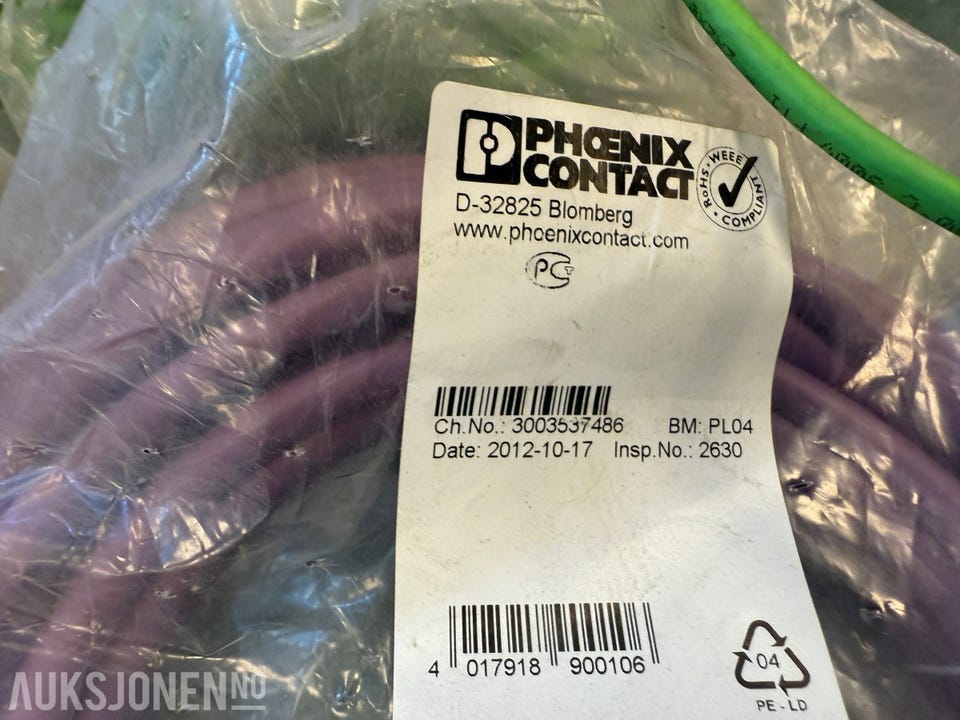 PHOENIX
CONTACT
RoHS · WEEE · COMPLIANT
D-32825 Blomberg
www.phoenixcontact.com
PCT
Ch.No.: 3003537486 BM: PL04
Date: 2012-10-17 Insp.No.: 2630
4 017918 900106
04
PE-LD
AUKSJONEN NO